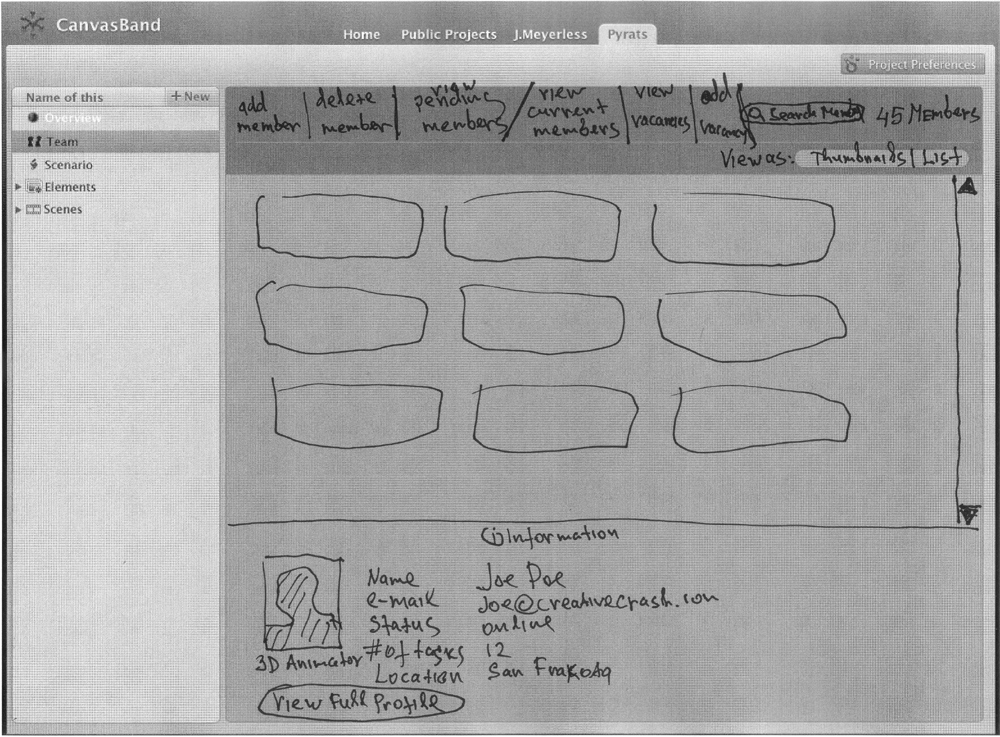 CanvasBand
Home Public Projects J.Meyerless Pyrats
Project Preferences
Name of this + New
Overview
Team
Scenario
Elements
Scenes
add member | delete member | view pending members / view current members | view vacancies | add vacancy
Search Memb 45 Members
View as: Thumbnails | List
(i) Information
Name Joe Doe
e-mail Joe@creativecrash.com
Status online
# of tasks 12
3D Animator
Location San
View Full Profile